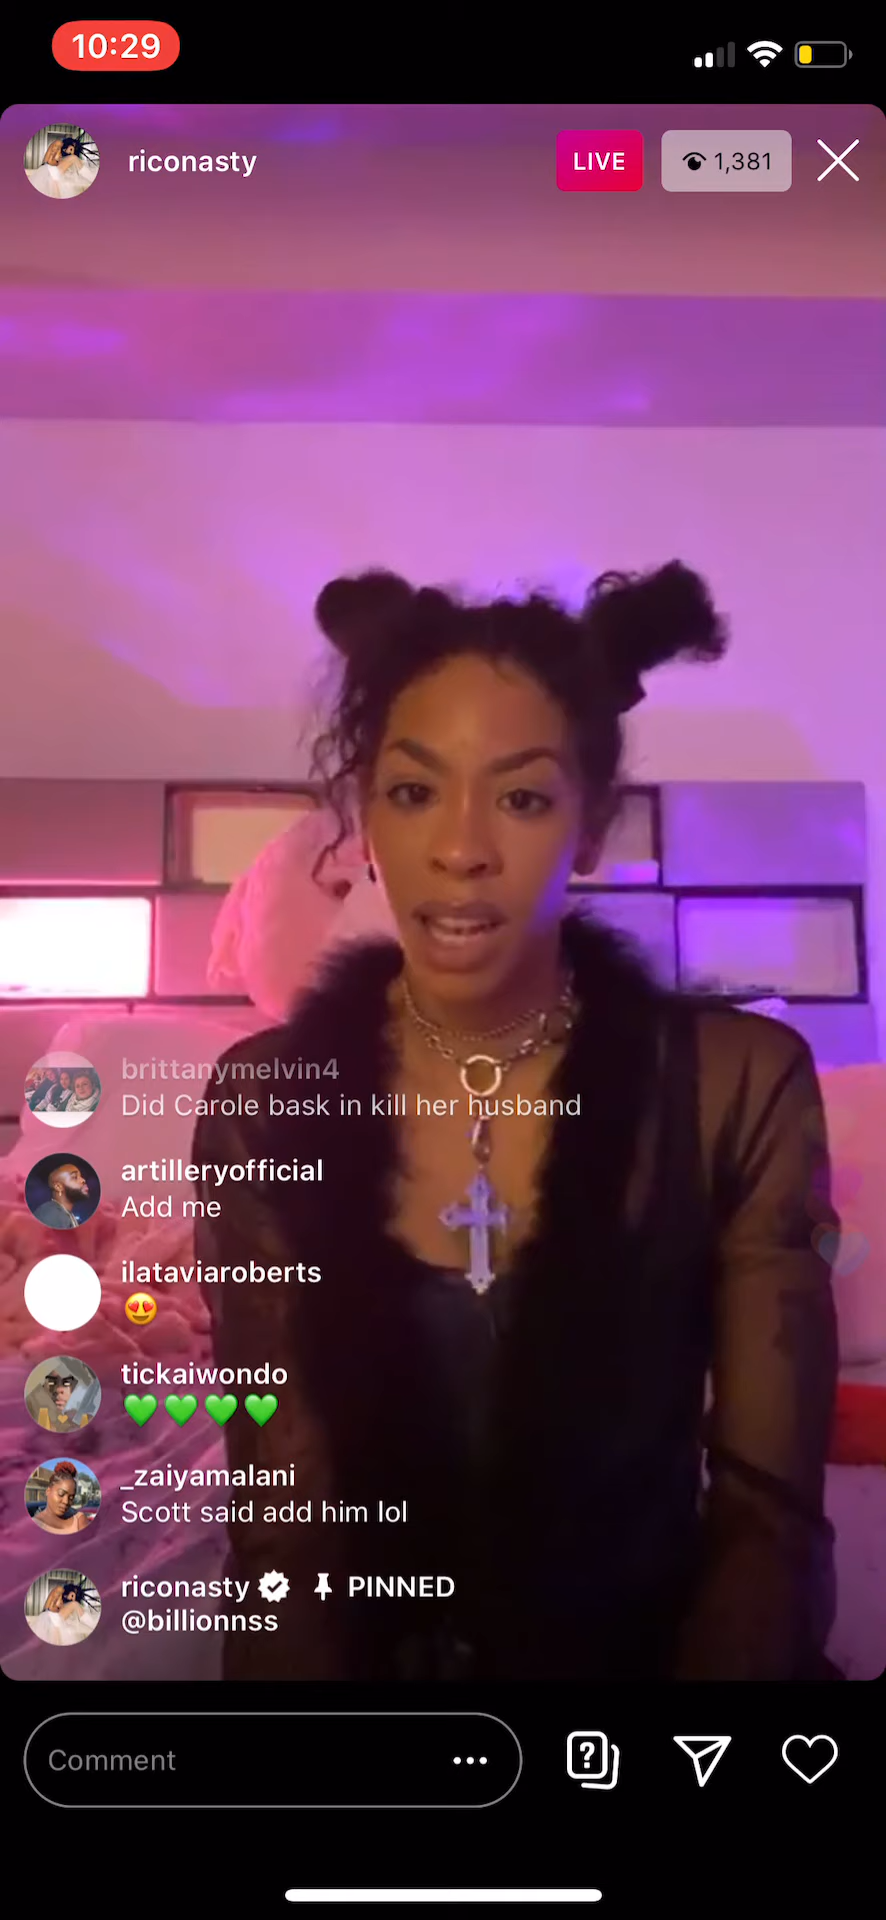 10:29
riconasty
LIVE
1,381
brittanymelvin4
Did Carole bask in kill her husband
artilleryofficial
Add me
ilataviaroberts
😍
tickaiwondo
💚💚💚💚
_zaiyamalani
Scott said add him lol
riconasty PINNED
@billionnss
Comment
?